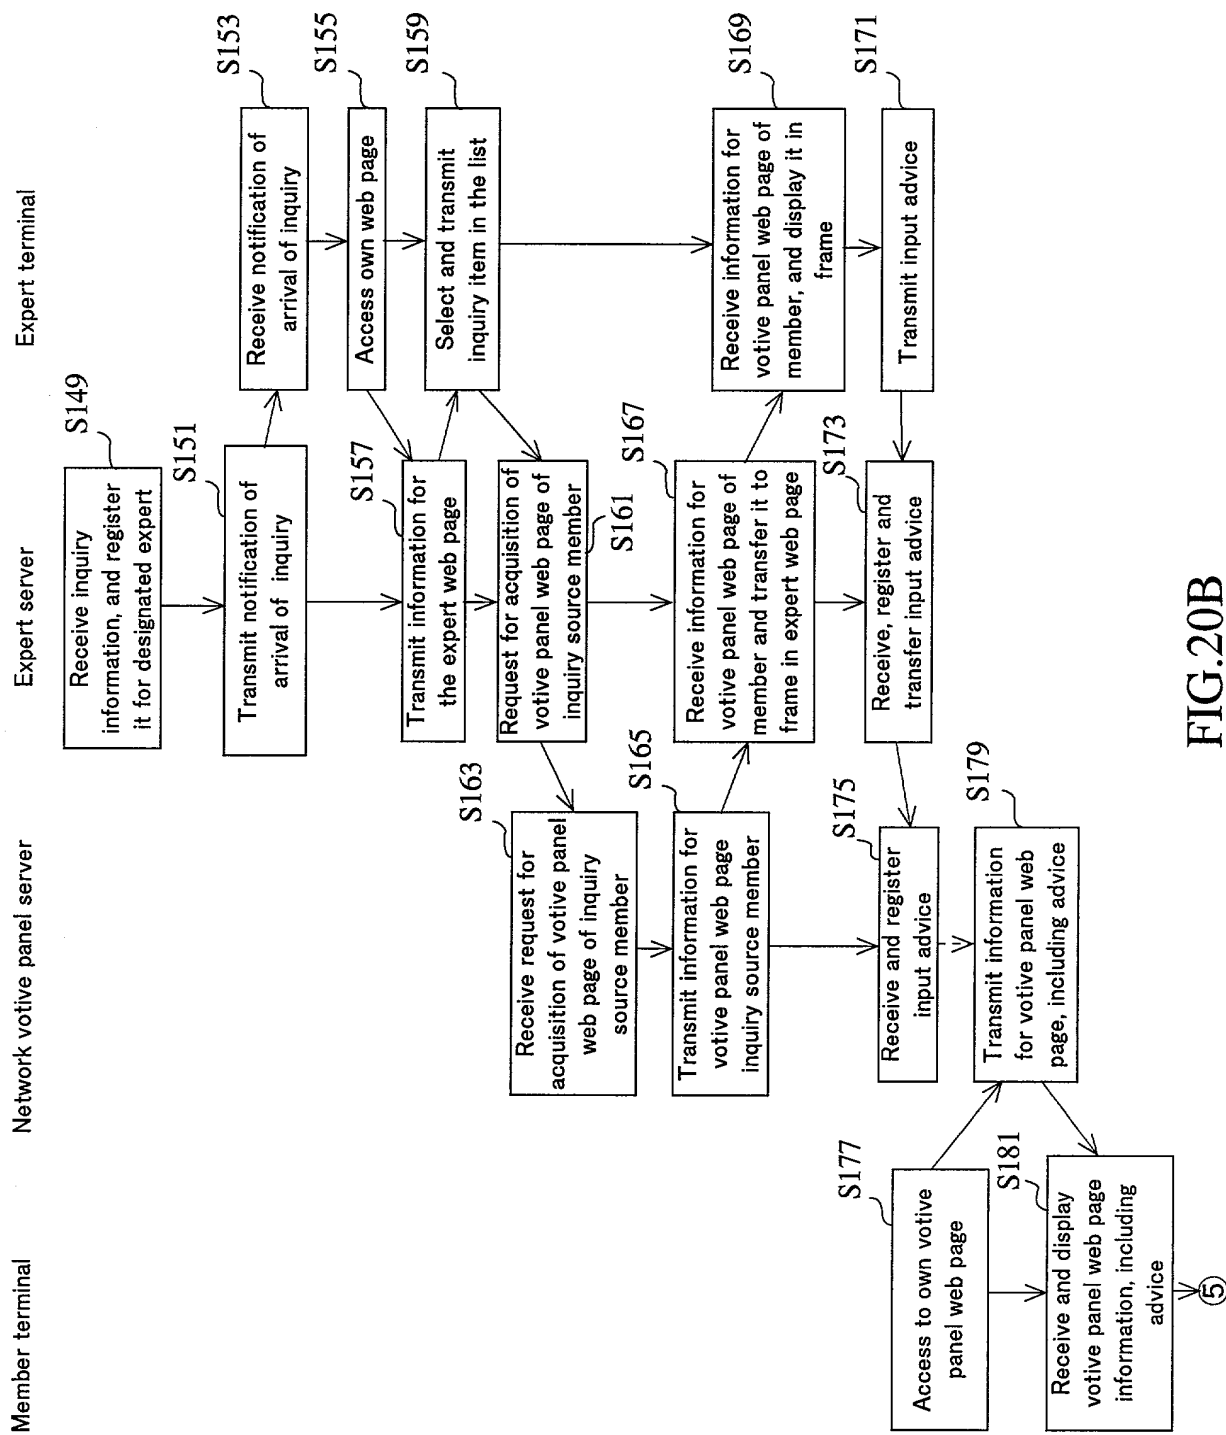 Member terminal
Network votive panel server
Expert server
Expert terminal
S149
Receive inquiry
information, and register
it for designated expert
S151
Transmit notification of
arrival of inquiry
S153
Receive notification of
arrival of inquiry
S155
Access own web page
S157
Transmit information for
the expert web page
S159
Select and transmit
inquiry item in the list
Request for acquisition of
votive panel web page of
inquiry source member
S161
S163
Receive request for
acquisition of votive panel
web page of inquiry
source member
S165
Transmit information for
votive panel web page
inquiry source member
S167
Receive information for
votive panel web page of
member and transfer it to
frame in expert web page
S169
Receive information for
votive panel web page of
member, and display it in
frame
S171
Transmit input advice
S173
Receive, register and
transfer input advice
S175
Receive and register
input advice
S177
Access to own votive
panel web page
S179
Transmit information
for votive panel web
page, including advice
S181
Receive and display
votive panel web page
information, including
advice
⑤
FIG.20B